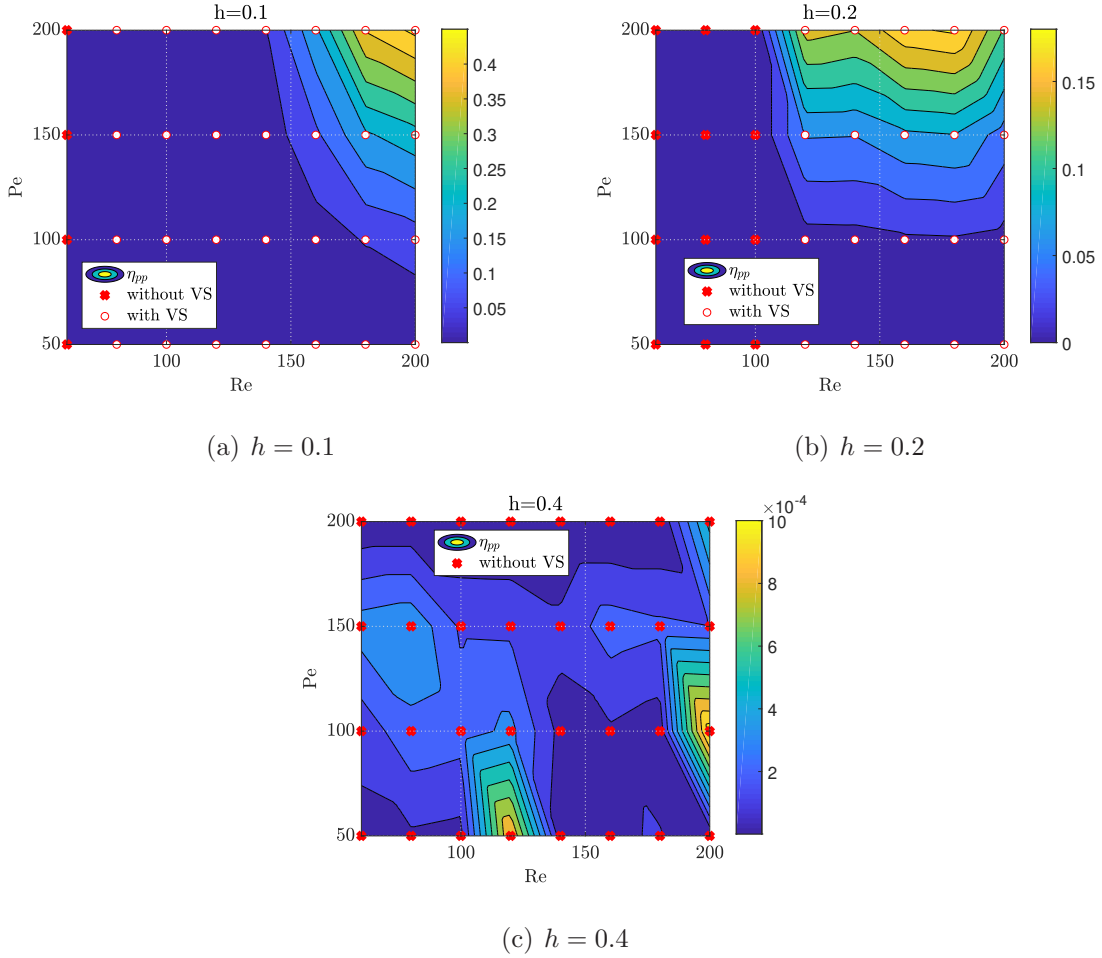 h=0.1
200
150
100
50
Pe
100
150
200
Re
η_pp
without VS
with VS
0.4
0.35
0.3
0.25
0.2
0.15
0.1
0.05
(a) h = 0.1
h=0.2
200
150
100
50
Pe
100
150
200
Re
η_pp
without VS
with VS
0.15
0.1
0.05
0
(b) h = 0.2
h=0.4
200
150
100
50
Pe
100
150
200
Re
η_pp
without VS
×10⁻⁴
10
8
6
4
2
(c) h = 0.4